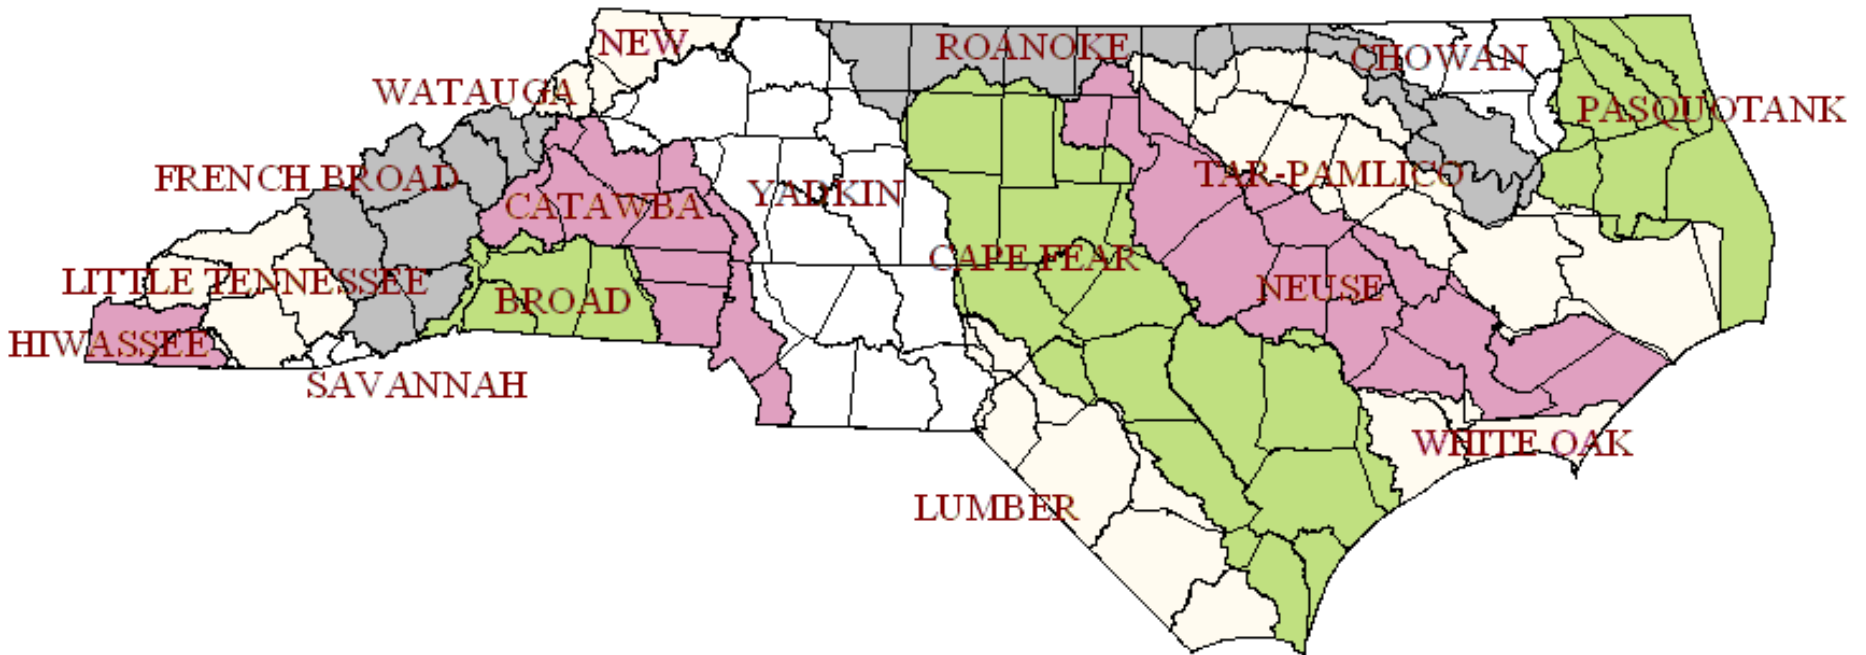 NEW
ROANOKE
CHOWAN
WATAUGA
PASQUOTANK
FRENCH BROAD
TAR-PAMLICO
CATAWBA
YADKIN
CAPE FEAR
LITTLE TENNESSEE
BROAD
NEUSE
HIWASSEE
SAVANNAH
WHITE OAK
LUMBER